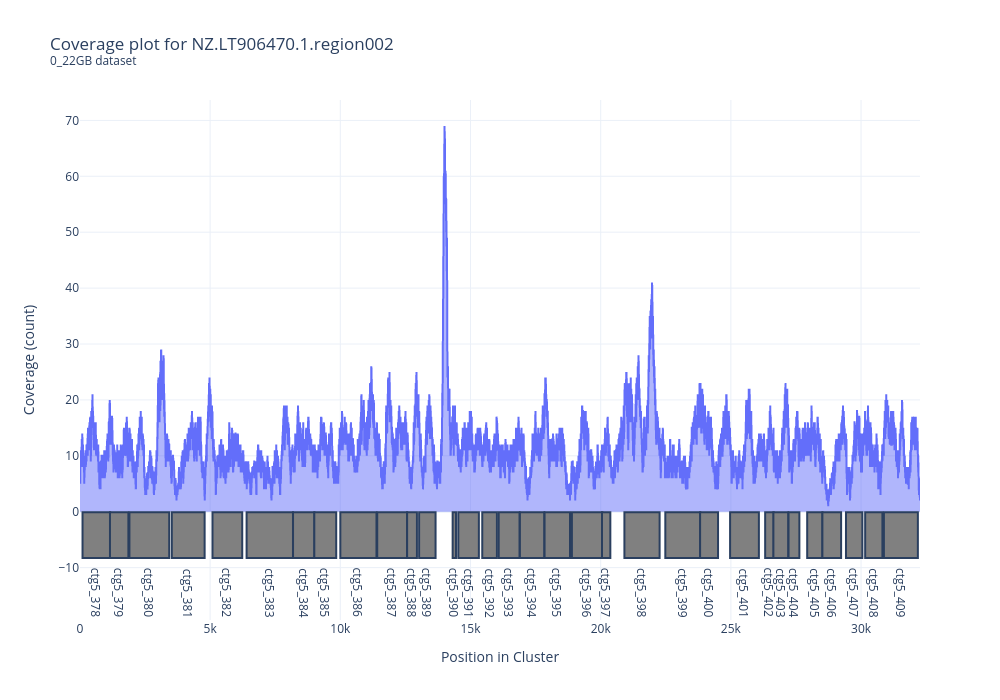 Coverage plot for NZ.LT906470.1.region002
0_22GB dataset
70
60
50
40
30
20
10
0
−10
Coverage (count)
ctg5_378
ctg5_379
ctg5_380
ctg5_381
ctg5_382
ctg5_383
ctg5_384
ctg5_385
ctg5_386
ctg5_387
ctg5_388
ctg5_389
ctg5_390
ctg5_391
ctg5_392
ctg5_393
ctg5_394
ctg5_395
ctg5_396
ctg5_397
ctg5_398
ctg5_399
ctg5_400
ctg5_401
ctg5_402
ctg5_403
ctg5_404
ctg5_405
ctg5_406
ctg5_407
ctg5_408
ctg5_409
0 5k 10k 15k 20k 25k 30k
Position in Cluster